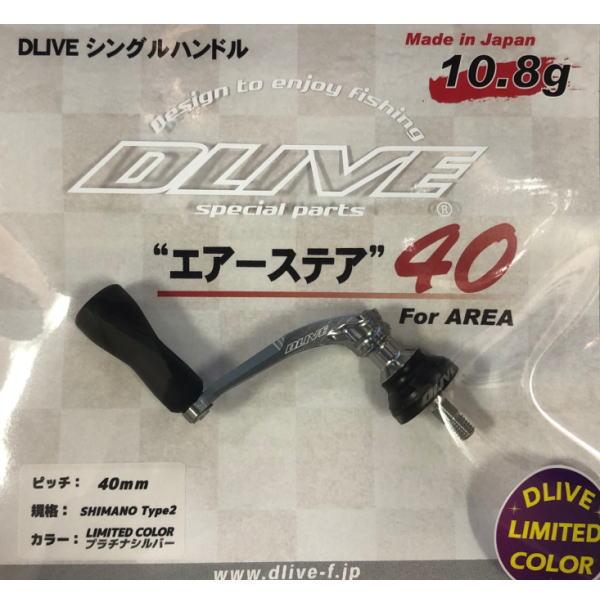 DLIVE シングルハンドル
Made in Japan
10.8g
Design to enjoy fishing
DLIVE
®
special parts
“エアーステア” 40
For AREA
DLIVE
DLIVE
ピッチ： 40mm
規格： SHIMANO Type2
カラー： LIMITED COLOR
プラチナシルバー
DLIVE
LIMITED
COLOR
www.dlive-f.jp